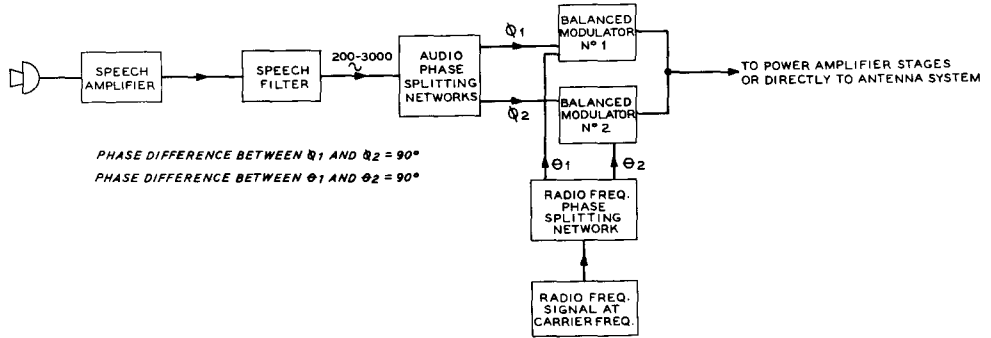 SPEECH
AMPLIFIER
SPEECH
FILTER
200-3000
~
AUDIO
PHASE
SPLITTING
NETWORKS
Φ1
Φ2
BALANCED
MODULATOR
Nº 1
BALANCED
MODULATOR
Nº 2
TO POWER AMPLIFIER STAGES
OR DIRECTLY TO ANTENNA SYSTEM
PHASE DIFFERENCE BETWEEN Φ1 AND Φ2 = 90°
PHASE DIFFERENCE BETWEEN θ1 AND θ2 = 90°
θ1
θ2
RADIO FREQ.
PHASE
SPLITTING
NETWORK
RADIO FREQ.
SIGNAL AT
CARRIER FREQ.